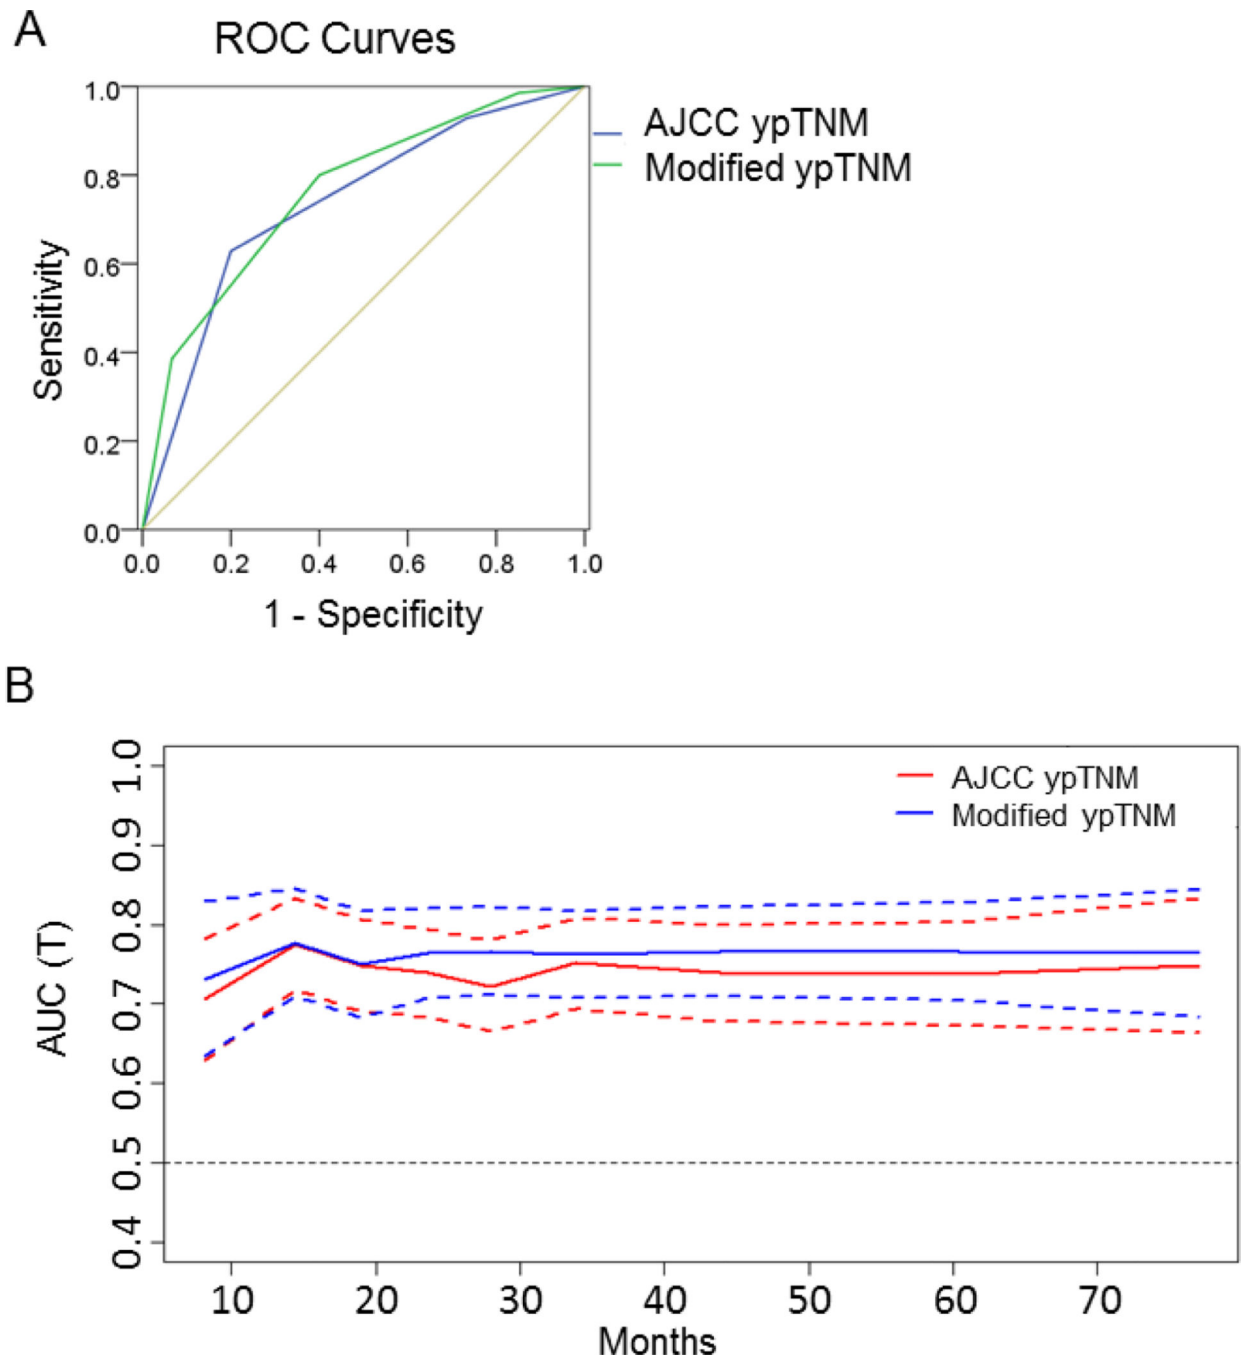 A
ROC Curves
1.0
0.8
0.6
0.4
0.2
0.0
Sensitivity
0.0 0.2 0.4 0.6 0.8 1.0
1 - Specificity
AJCC ypTNM
Modified ypTNM
B
1.0
0.9
0.8
0.7
0.6
0.5
0.4
AUC (T)
AJCC ypTNM
Modified ypTNM
10 20 30 40 50 60 70
Months